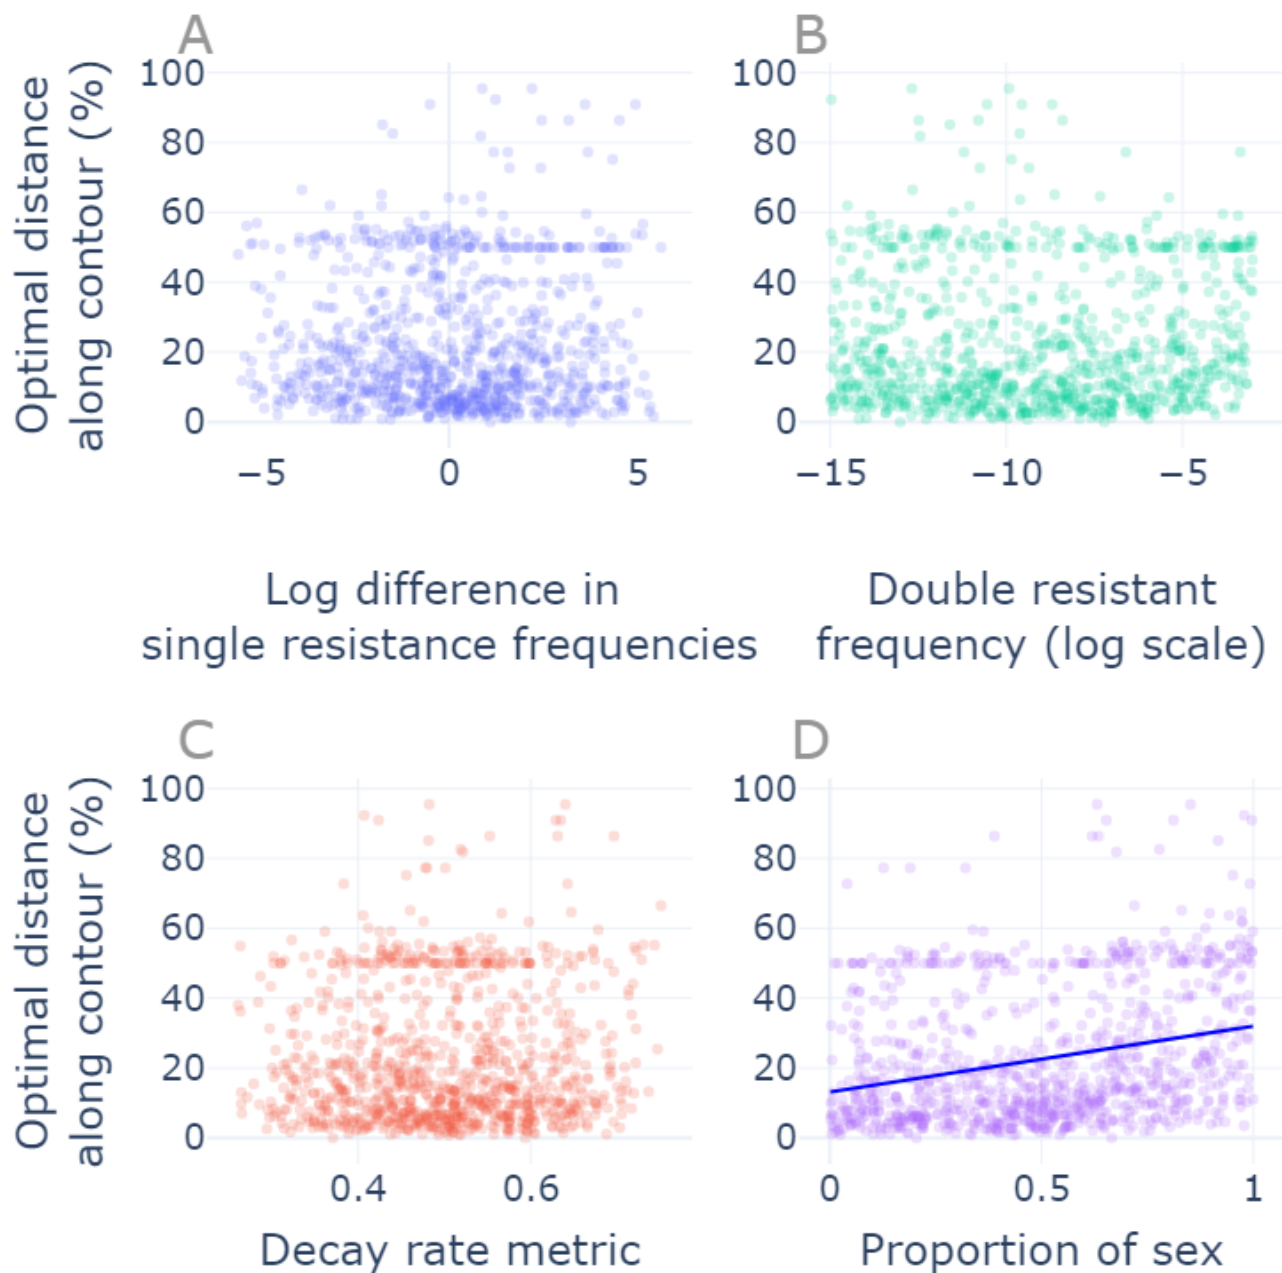 A
B
Optimal distance
along contour (%)
100
80
60
40
20
0
−5
0
5
Log difference in
single resistance frequencies
100
80
60
40
20
0
−15
−10
−5
Double resistant
frequency (log scale)
C
D
Optimal distance
along contour (%)
100
80
60
40
20
0
0.4
0.6
Decay rate metric
100
80
60
40
20
0
0
0.5
1
Proportion of sex